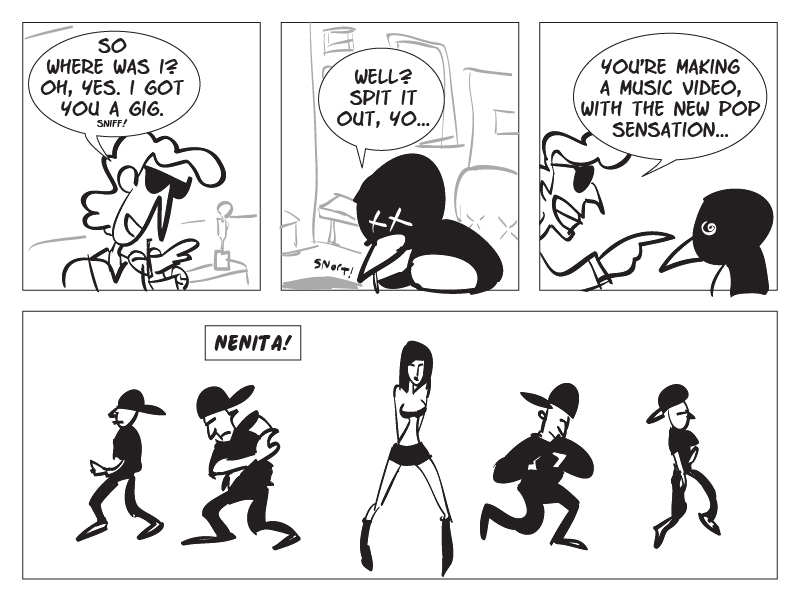 SO
WHERE WAS I?
OH, YES. I GOT
YOU A GIG.
SNIFF!
WELL?
SPIT IT
OUT, YO...
SNORT!
YOU'RE MAKING
A MUSIC VIDEO,
WITH THE NEW POP
SENSATION...
NENITA!